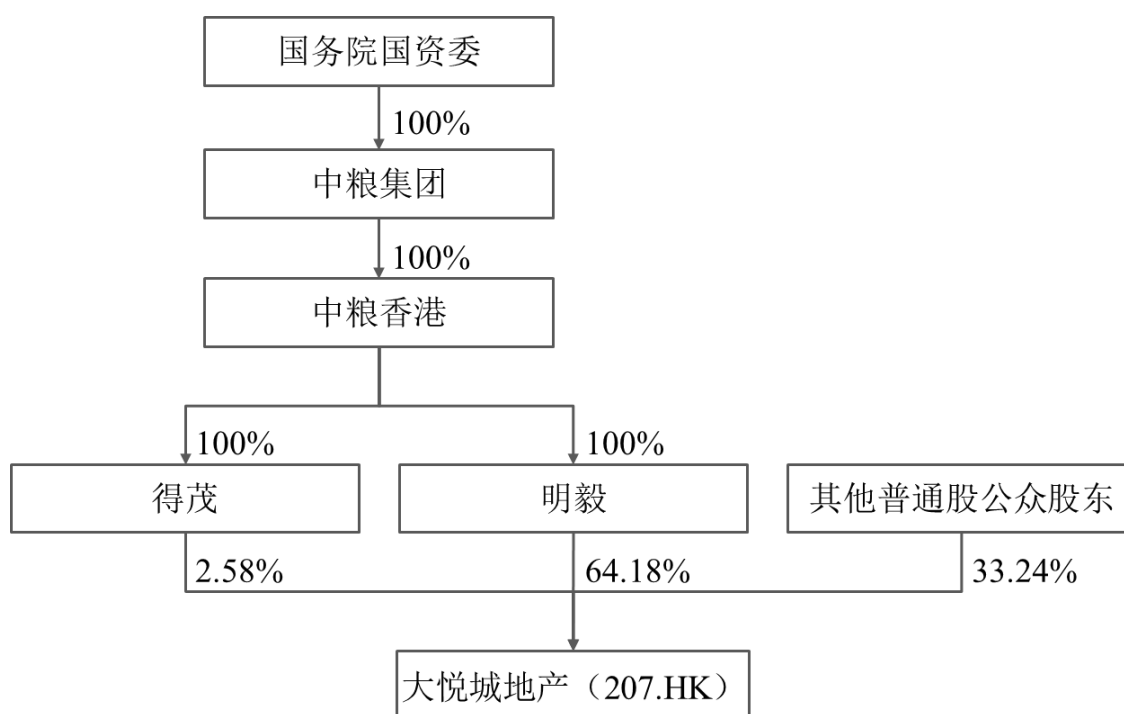 国务院国资委
100%
中粮集团
100%
中粮香港
100%
100%
得茂
明毅
其他普通股公众股东
2.58%
64.18%
33.24%
大悦城地产（207.HK）